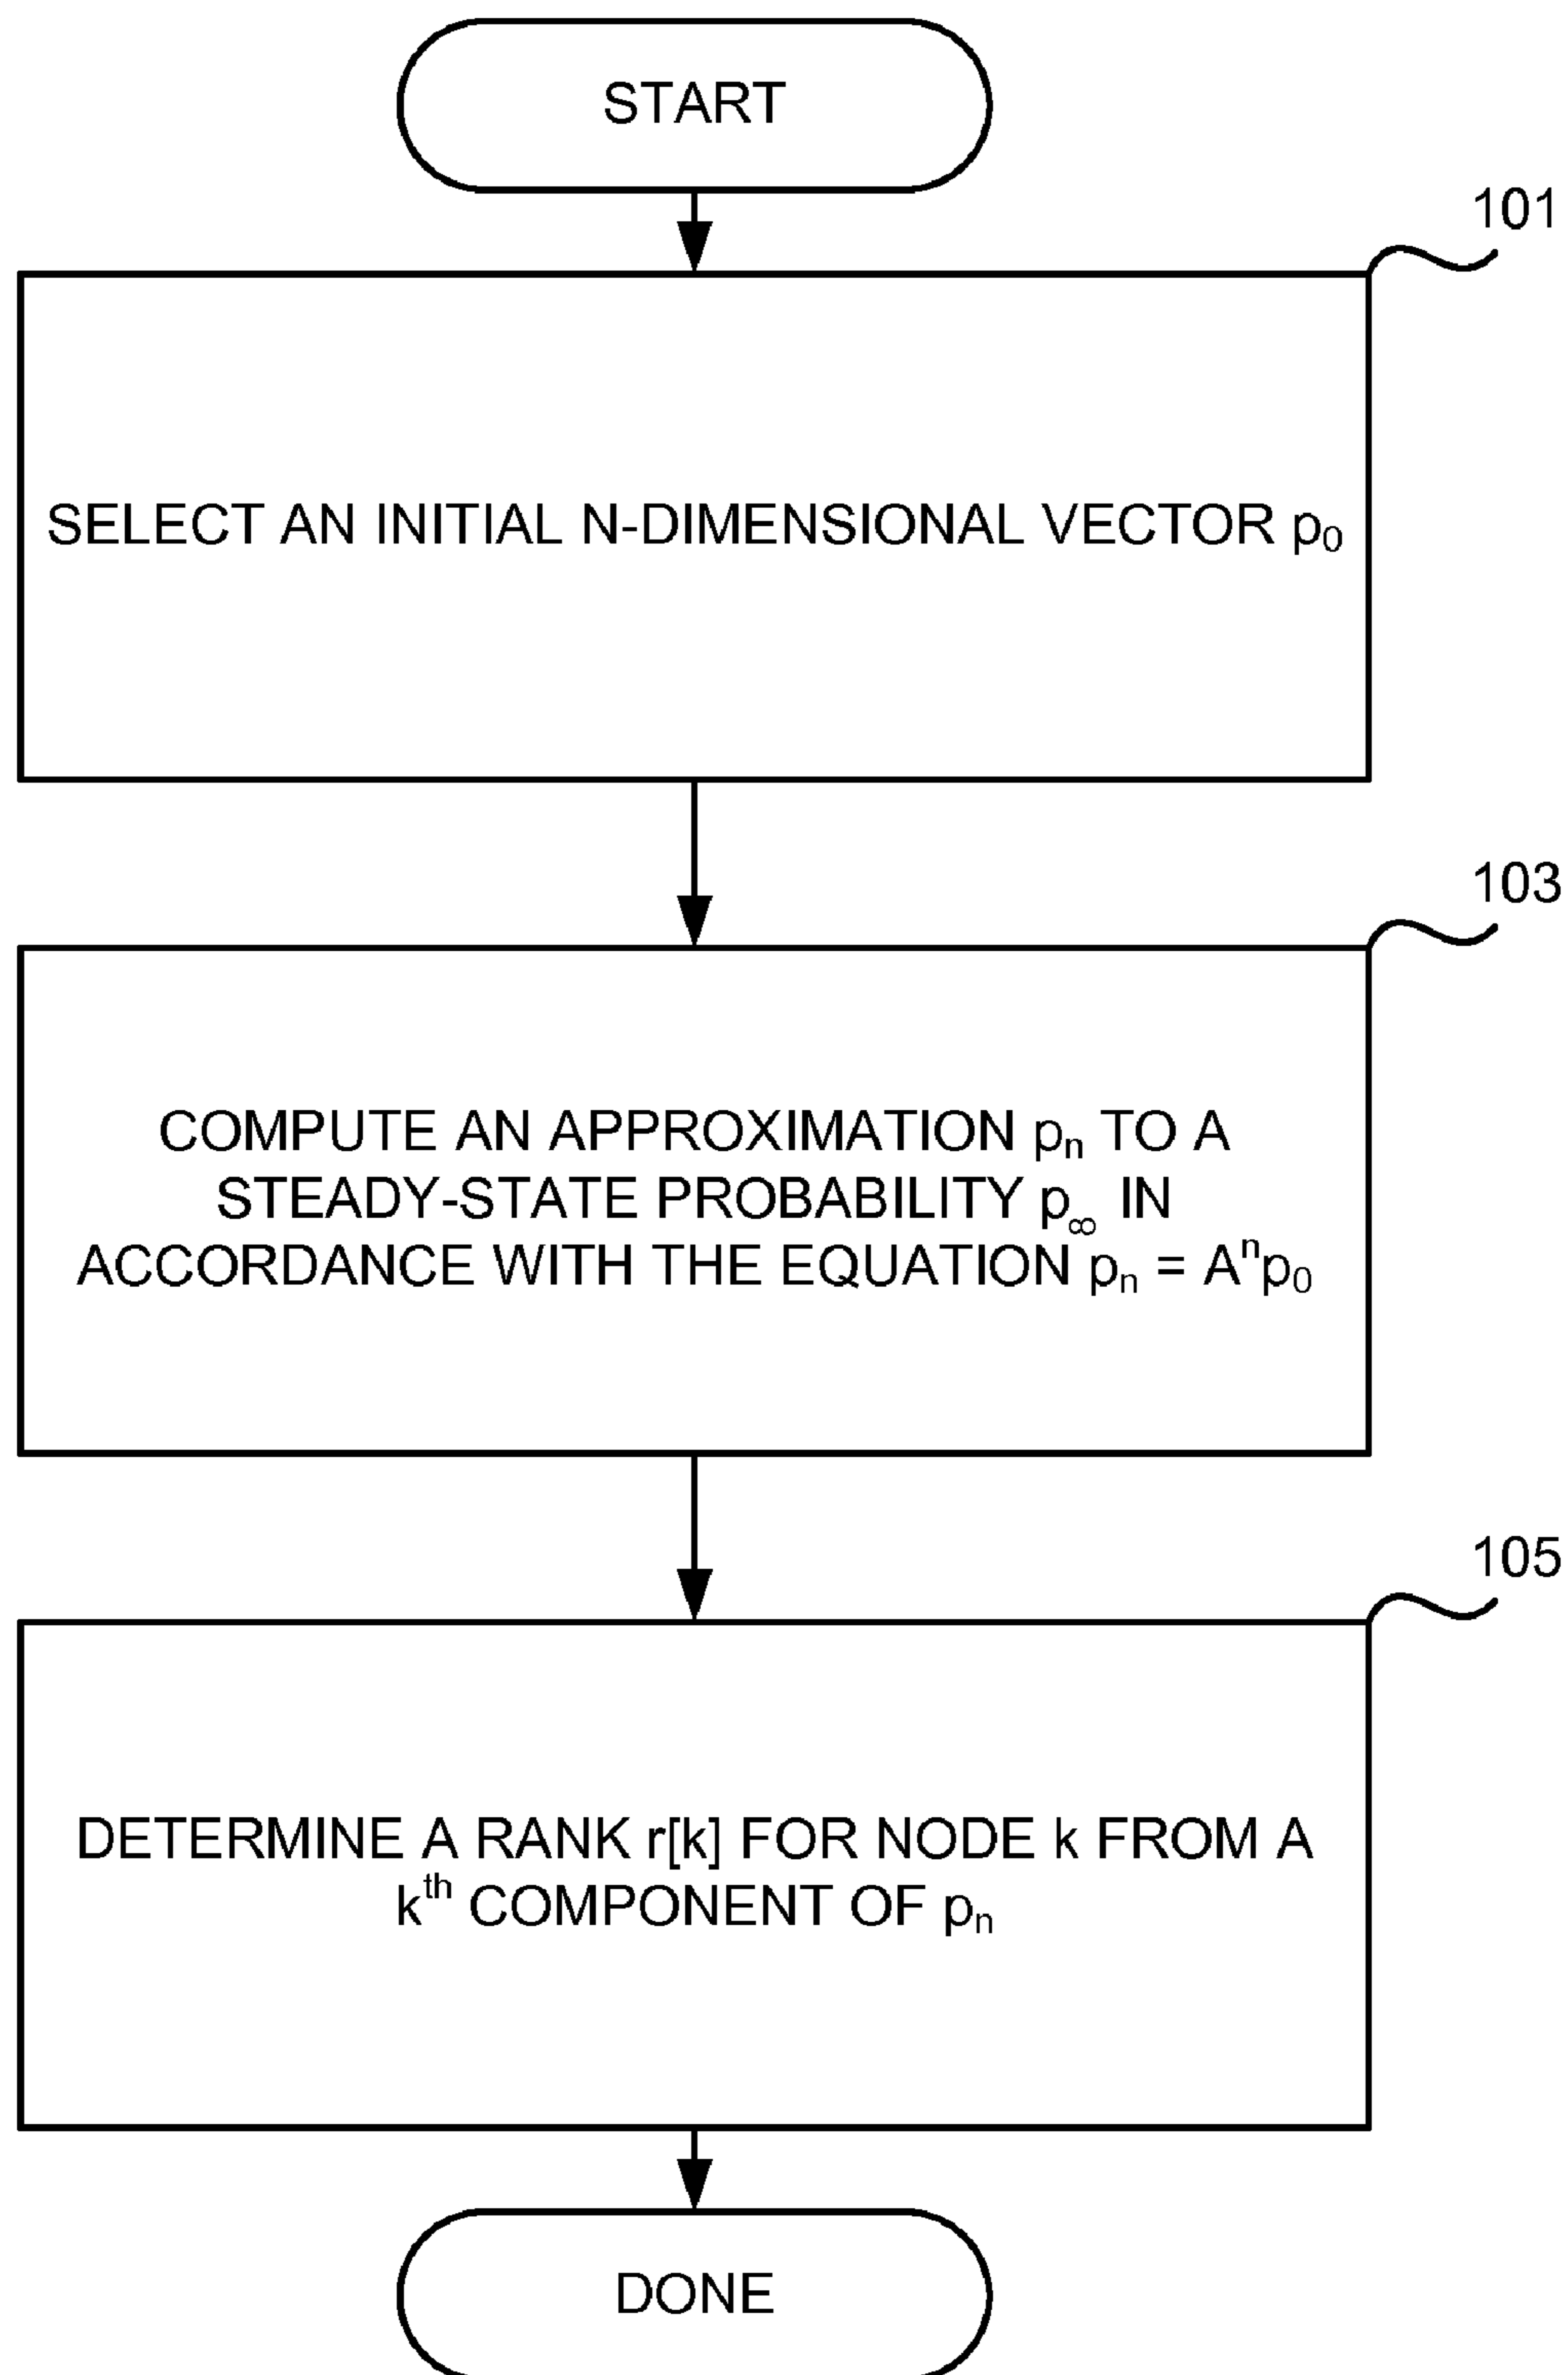 START
101
SELECT AN INITIAL N-DIMENSIONAL VECTOR p₀
103
COMPUTE AN APPROXIMATION pₙ TO A
STEADY-STATE PROBABILITY p∞ IN
ACCORDANCE WITH THE EQUATION pₙ = Aⁿp₀
105
DETERMINE A RANK r[k] FOR NODE k FROM A
kᵗʰ COMPONENT OF pₙ
DONE